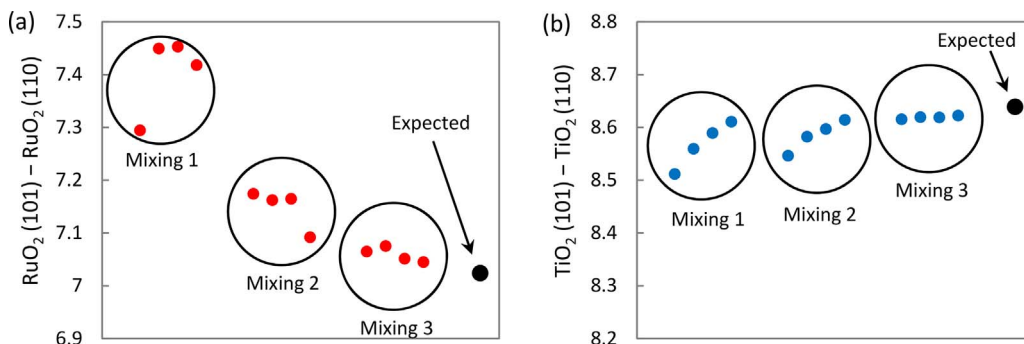 (a)
RuO₂ (101) – RuO₂ (110)
7.5
7.4
7.3
7.2
7.1
7
6.9
Mixing 1
Mixing 2
Mixing 3
Expected
(b)
TiO₂ (101) – TiO₂ (110)
8.8
8.7
8.6
8.5
8.4
8.3
8.2
Mixing 1
Mixing 2
Mixing 3
Expected